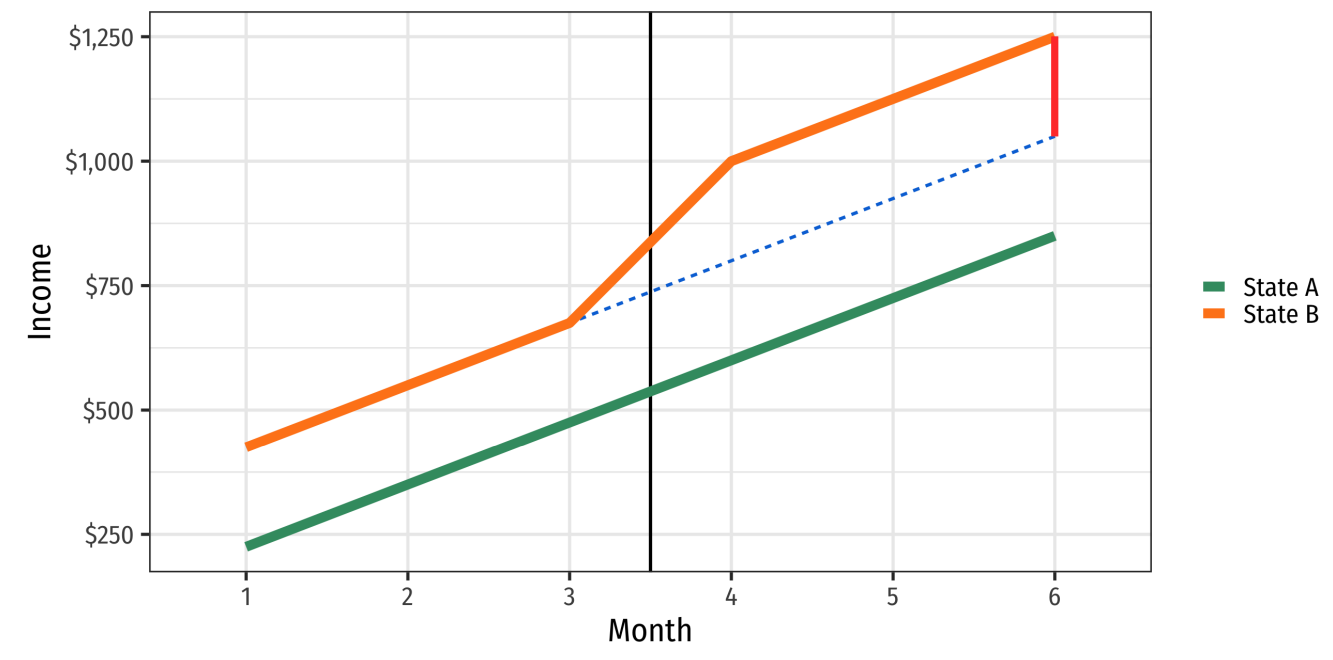 $1,250
$1,000
$750
$500
$250
Income
1 2 3 4 5 6
Month
State A
State B